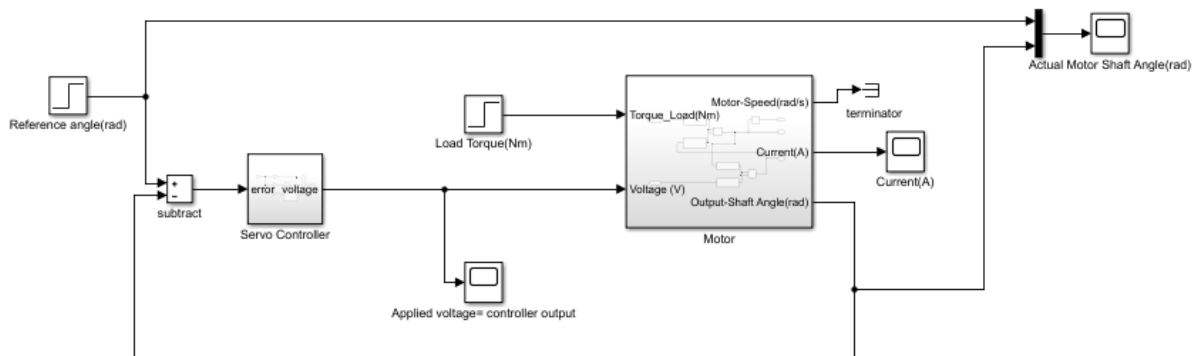 Actual Motor Shaft Angle(rad)
Reference angle(rad)
Load Torque(Nm)
Torque_Load(Nm)
Voltage (V)
Motor-Speed(rad/s)
Current(A)
Output-Shaft Angle(rad)
Motor
terminator
Current(A)
+
−
subtract
error voltage
Servo Controller
Applied voltage= controller output